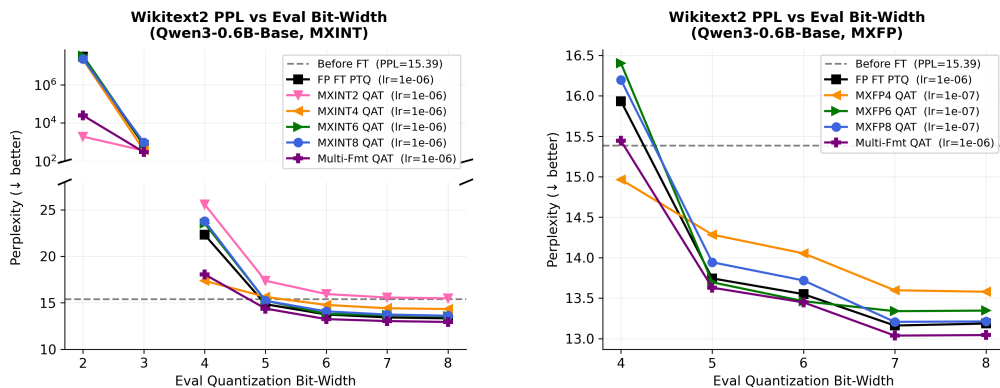 Wikitext2 PPL vs Eval Bit-Width
(Qwen3-0.6B-Base, MXINT)
Before FT (PPL=15.39)
FP FT PTQ (lr=1e-06)
MXINT2 QAT (lr=1e-06)
MXINT4 QAT (lr=1e-06)
MXINT6 QAT (lr=1e-06)
MXINT8 QAT (lr=1e-06)
Multi-Fmt QAT (lr=1e-06)
10⁶
10⁴
10²
25
20
15
10
Perplexity (↓ better)
2 3 4 5 6 7 8
Eval Quantization Bit-Width
Wikitext2 PPL vs Eval Bit-Width
(Qwen3-0.6B-Base, MXFP)
Before FT (PPL=15.39)
FP FT PTQ (lr=1e-06)
MXFP4 QAT (lr=1e-07)
MXFP6 QAT (lr=1e-07)
MXFP8 QAT (lr=1e-07)
Multi-Fmt QAT (lr=1e-06)
16.5
16.0
15.5
15.0
14.5
14.0
13.5
13.0
Perplexity (↓ better)
4 5 6 7 8
Eval Quantization Bit-Width